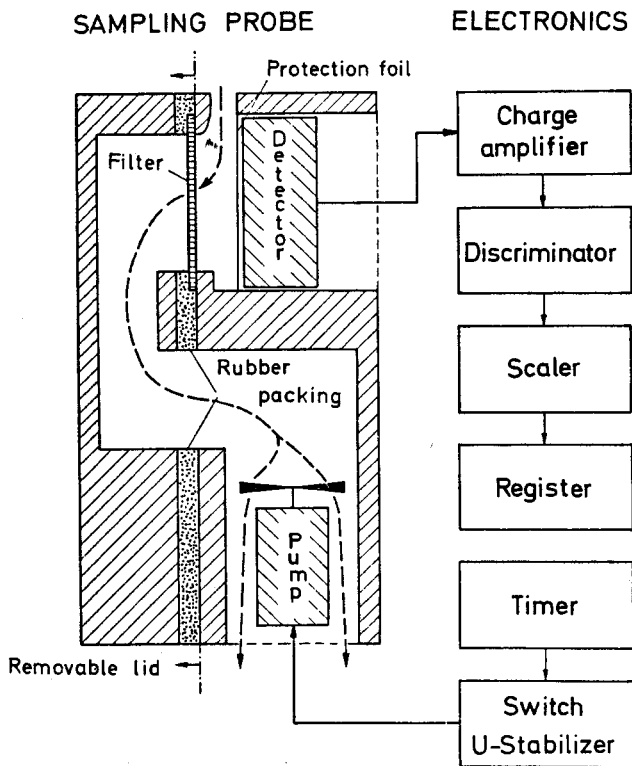 SAMPLING PROBE
ELECTRONICS
Protection foil
Filter
Detector
Rubber
packing
Pump
Removable lid
Charge
amplifier
Discriminator
Scaler
Register
Timer
Switch
U-Stabilizer